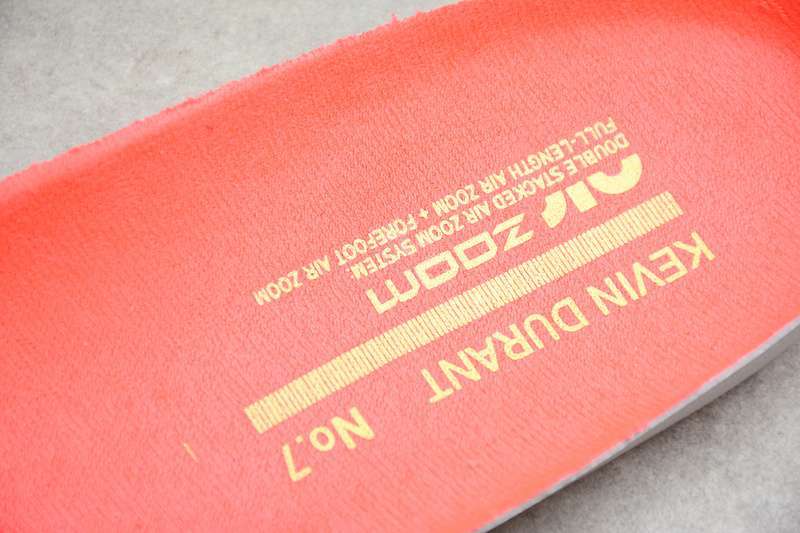 KEVIN DURANT No.7
AIR ZOOM
DOUBLE STACKED AIR ZOOM SYSTEM.
FULL-LENGTH AIR ZOOM + FOREFOOT AIR ZOOM